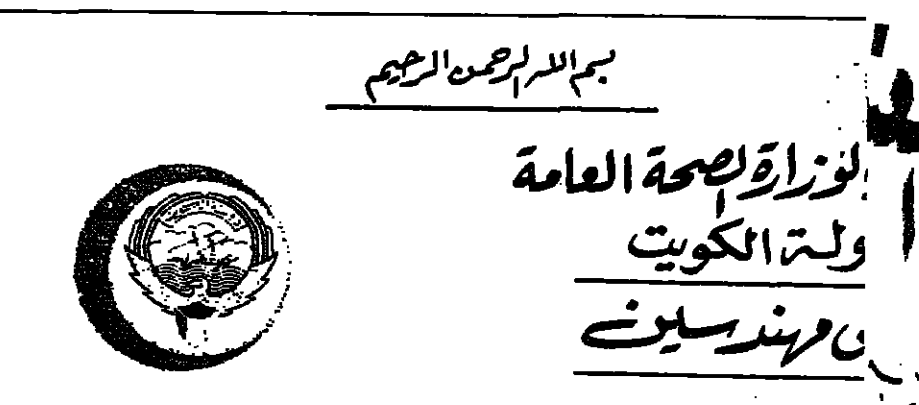 بسم الله الرحمن الرحيم
لوزارة الصحة العامة
ولة الكويت
مهندسين